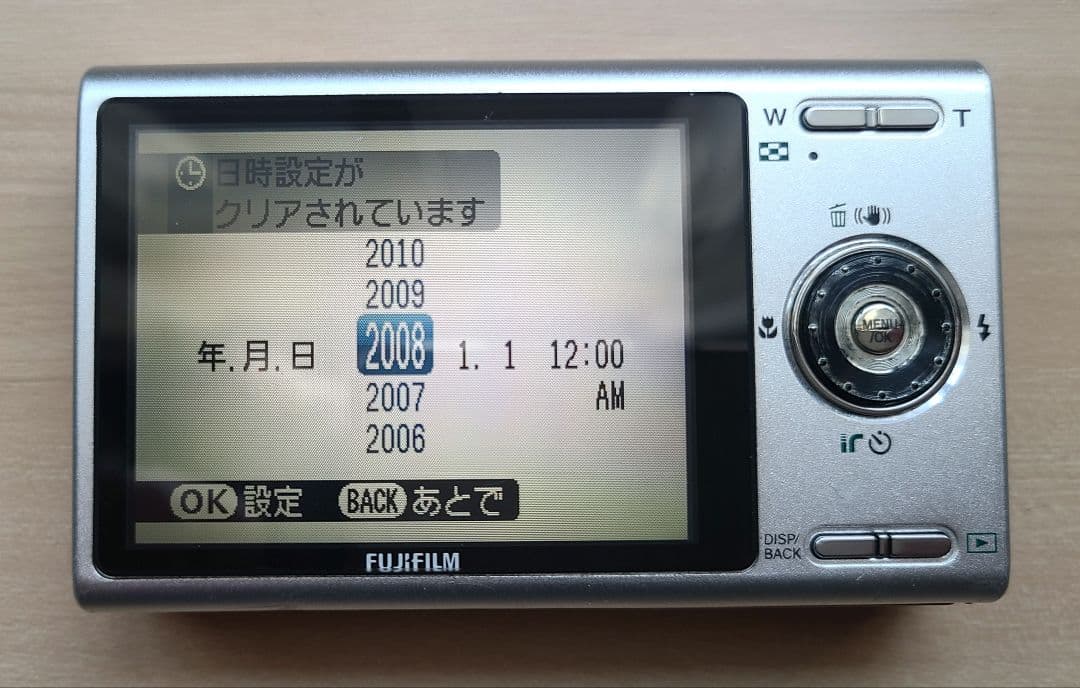 日時設定が
クリアされています
2010
2009
年.月.日 2008 1. 1 12:00
2007 AM
2006
OK 設定 BACK あとで
FUJIFILM
W T
MENU
/OK
DISP/
BACK